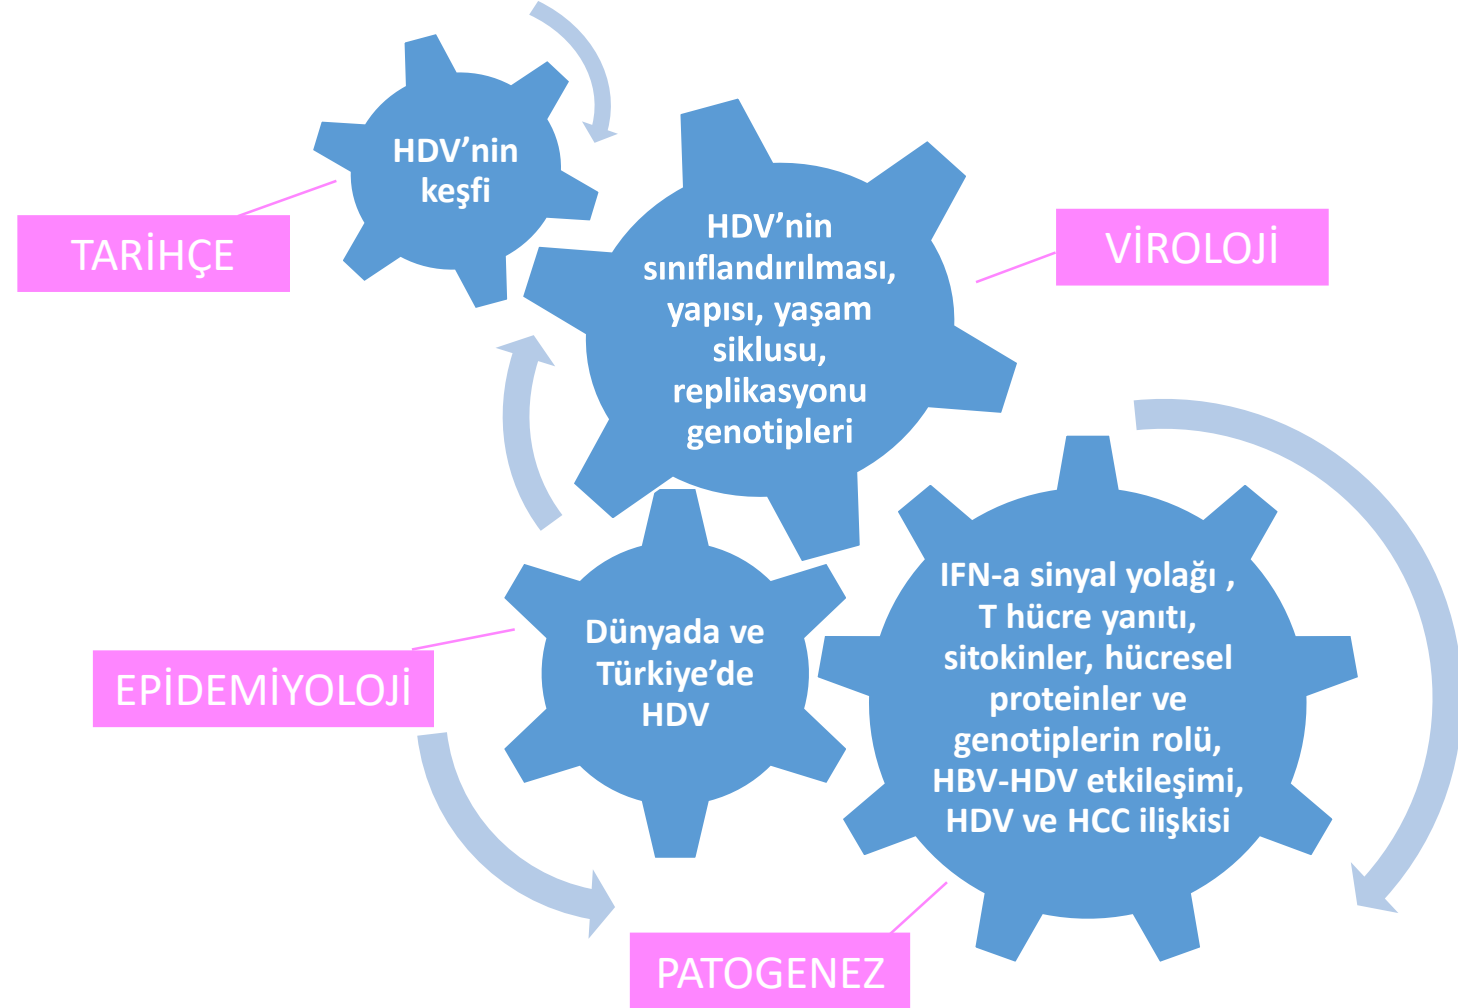 HDV’nin
keşfi
TARİHÇE
HDV’nin
sınıflandırılması,
yapısı, yaşam
siklusu,
replikasyonu
genotipleri
VİROLOJİ
Dünyada ve
Türkiye’de
HDV
EPİDEMİYOLOJİ
IFN-a sinyal yolağı ,
T hücre yanıtı,
sitokinler, hücresel
proteinler ve
genotiplerin rolü,
HBV-HDV etkileşimi,
HDV ve HCC ilişkisi
PATOGENEZ